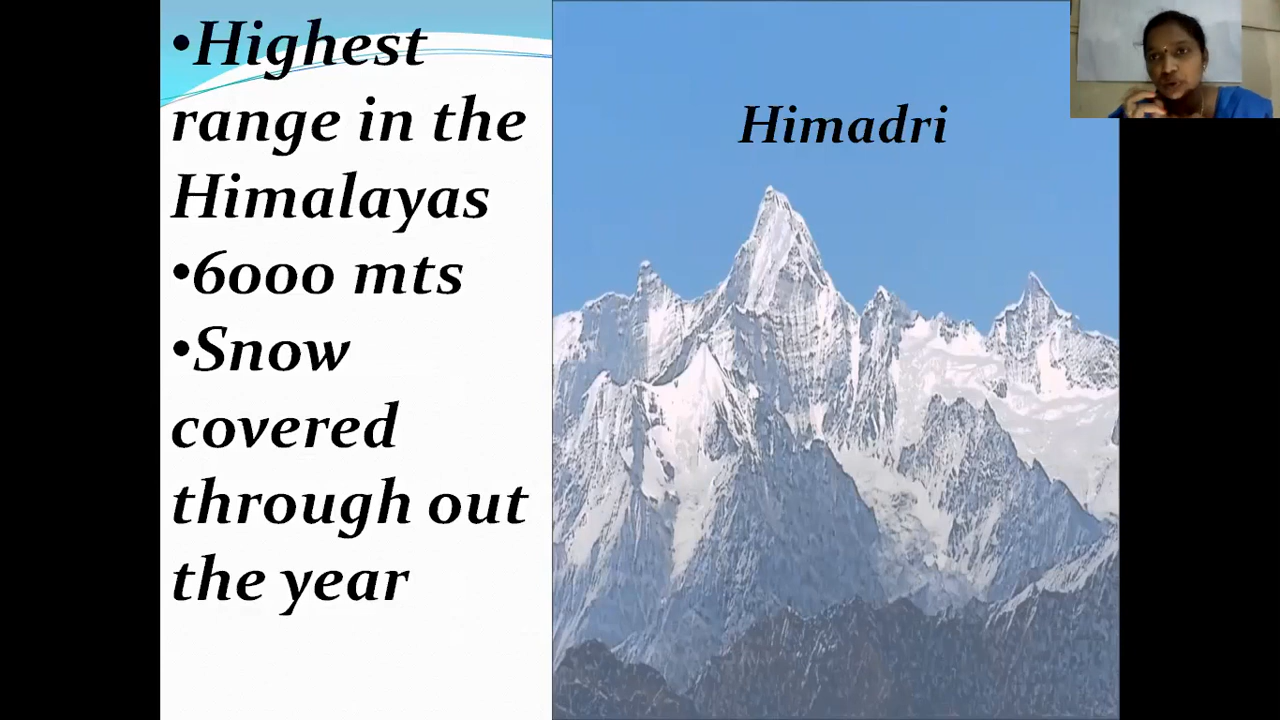 •Highest
range in the
Himalayas
•6000 mts
•Snow
covered
through out
the year
Himadri